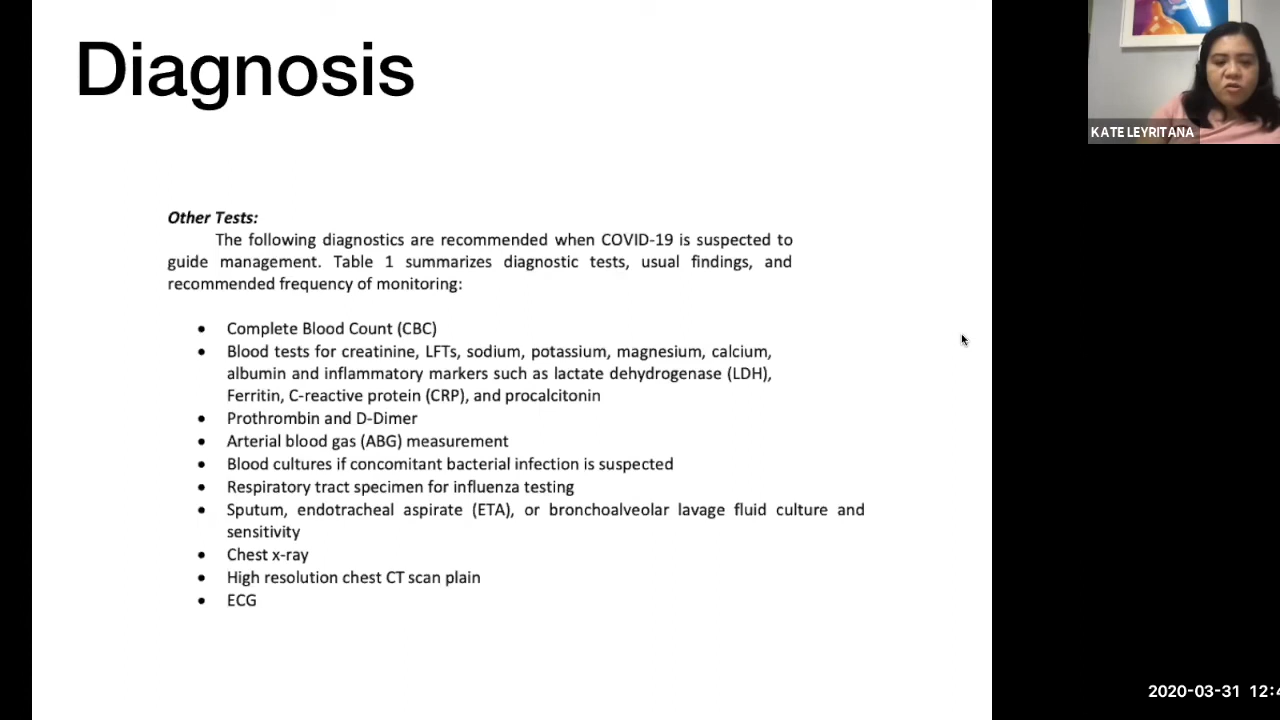 Diagnosis
KATE LEYRITANA
Other Tests:
The following diagnostics are recommended when COVID-19 is suspected to
guide management. Table 1 summarizes diagnostic tests, usual findings, and
recommended frequency of monitoring:
• Complete Blood Count (CBC)
• Blood tests for creatinine, LFTs, sodium, potassium, magnesium, calcium,
albumin and inflammatory markers such as lactate dehydrogenase (LDH),
Ferritin, C-reactive protein (CRP), and procalcitonin
• Prothrombin and D-Dimer
• Arterial blood gas (ABG) measurement
• Blood cultures if concomitant bacterial infection is suspected
• Respiratory tract specimen for influenza testing
• Sputum, endotracheal aspirate (ETA), or bronchoalveolar lavage fluid culture and
sensitivity
• Chest x-ray
• High resolution chest CT scan plain
• ECG
2020-03-31